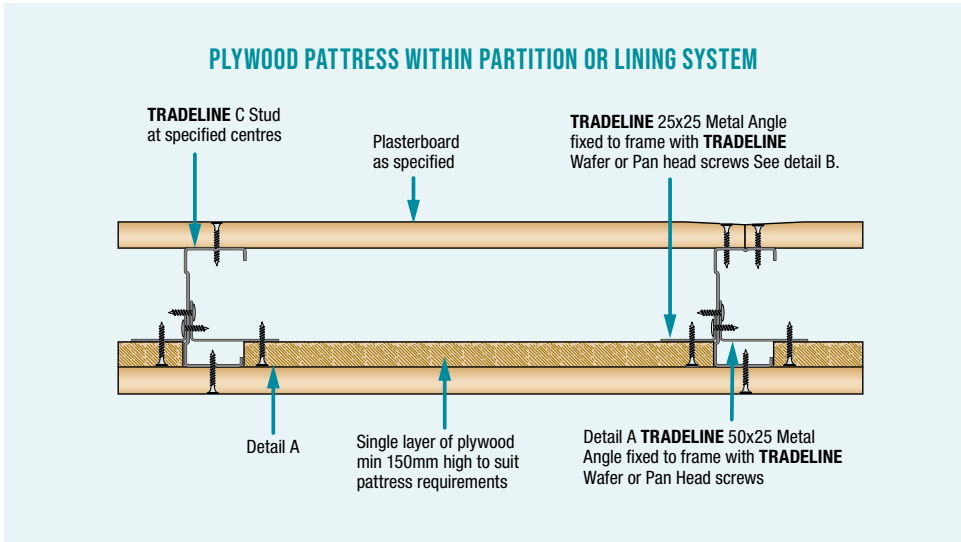 PLYWOOD PATTRESS WITHIN PARTITION OR LINING SYSTEM
TRADELINE C Stud
at specified centres
Plasterboard
as specified
TRADELINE 25x25 Metal Angle
fixed to frame with TRADELINE
Wafer or Pan head screws See detail B.
Detail A
Single layer of plywood
min 150mm high to suit
pattress requirements
Detail A TRADELINE 50x25 Metal
Angle fixed to frame with TRADELINE
Wafer or Pan Head screws